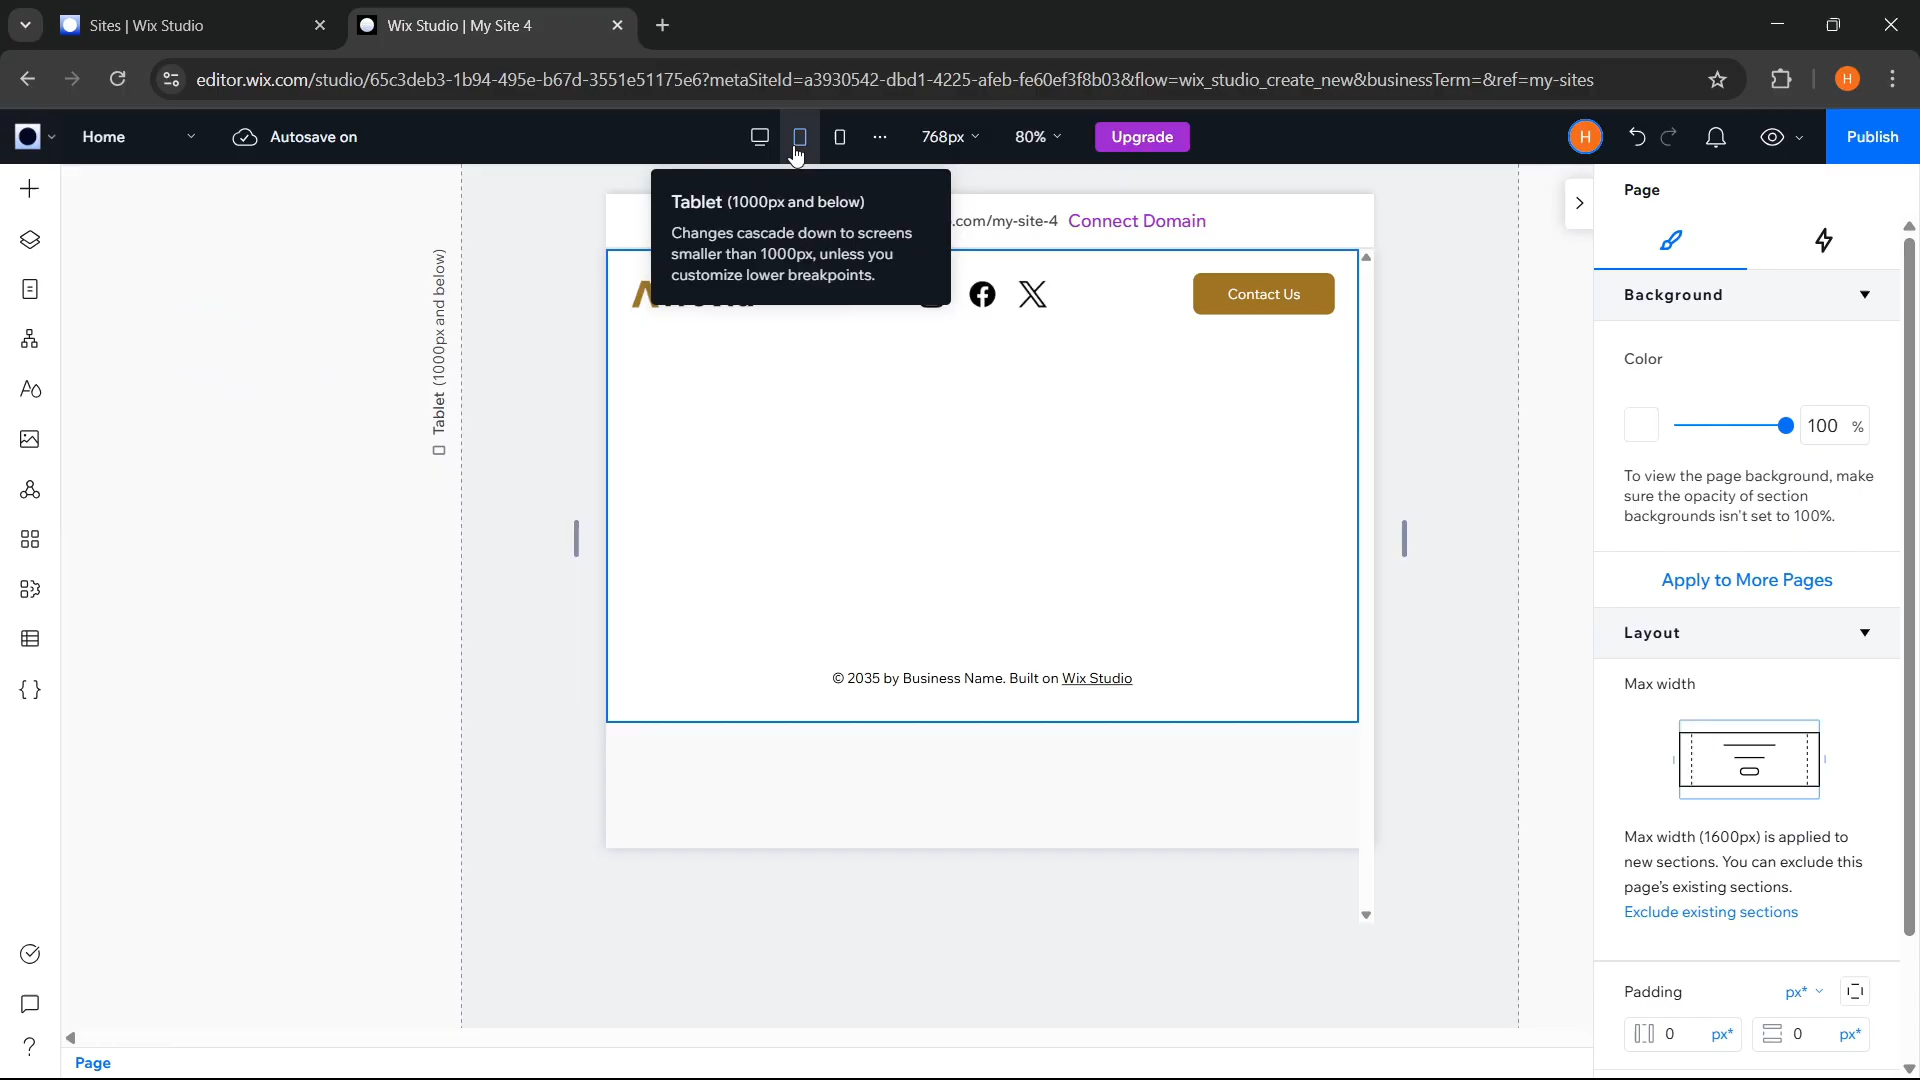 Sites | Wix Studio
Wix Studio | My Site 4
editor.wix.com/studio/65c3deb3-1b94-495e-b67d-3551e51175e6?metaSiteId=a3930542-dbd1-4225-afeb-fe60ef3f8b03&flow=wix_studio_create_new&businessTerm=&ref=my-sites
H
Home
Autosave on
768px
80%
Upgrade
H
Publish
Tablet (1000px and below)
Changes cascade down to screens
smaller than 1000px, unless you
customize lower breakpoints.
.com/my-site-4 Connect Domain
Contact Us
Tablet (1000px and below)
© 2035 by Business Name. Built on Wix Studio
Page
Background
Color
100 %
To view the page background, make
sure the opacity of section
backgrounds isn't set to 100%.
Apply to More Pages
Layout
Max width
Max width (1600px) is applied to
new sections. You can exclude this
page's existing sections.
Exclude existing sections
Padding
px*
0 px*
0 px*
Page